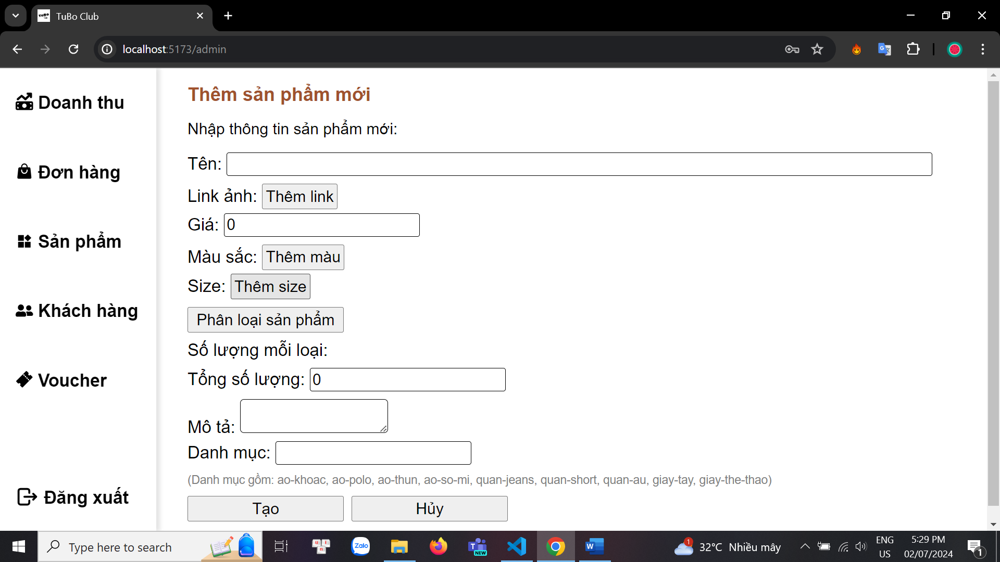 TuBo Club
localhost:5173/admin
Doanh thu
Đơn hàng
Sản phẩm
Khách hàng
Voucher
Đăng xuất
Thêm sản phẩm mới
Nhập thông tin sản phẩm mới:
Tên:
Link ảnh: Thêm link
Giá: 0
Màu sắc: Thêm màu
Size: Thêm size
Phân loại sản phẩm
Số lượng mỗi loại:
Tổng số lượng: 0
Mô tả:
Danh mục:
(Danh mục gồm: ao-khoac, ao-polo, ao-thun, ao-so-mi, quan-jeans, quan-short, quan-au, giay-tay, giay-the-thao)
Tạo Hủy
Type here to search
Zalo
NEW
1
32°C Nhiều mây
ENG
US
5:29 PM
02/07/2024
1